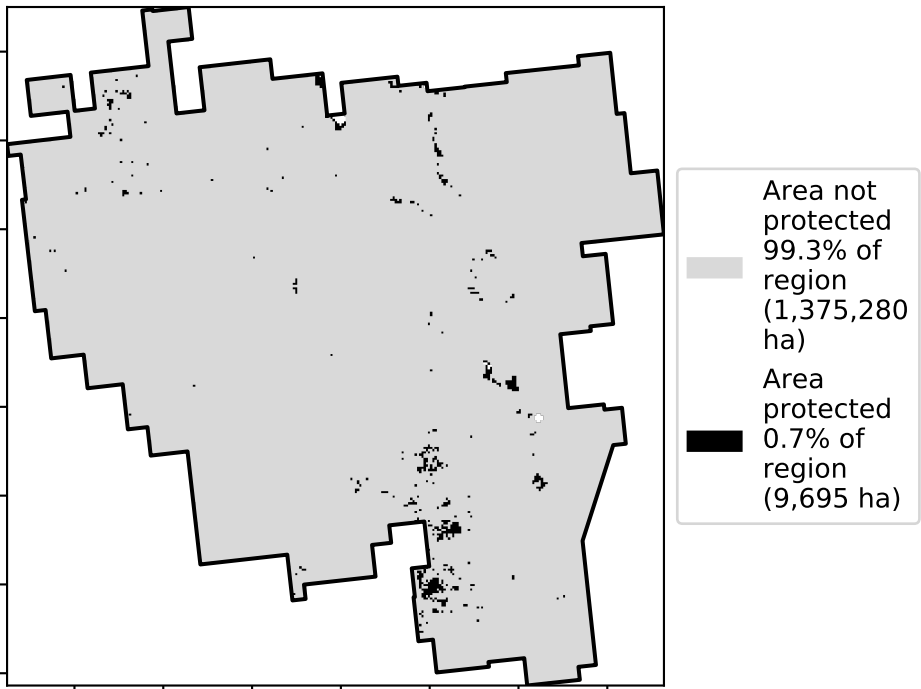 Area not
protected
99.3% of
region
(1,375,280
ha)
Area
protected
0.7% of
region
(9,695 ha)